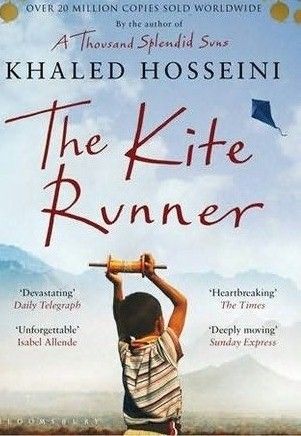 OVER 20 MILLION COPIES SOLD WORLDWIDE
By the author of
A Thousand Splendid Suns
KHALED HOSSEINI
The Kite
Runner
‘Devastating’
Daily Telegraph
‘Heartbreaking’
The Times
‘Unforgettable’
Isabel Allende
‘Deeply moving’
Sunday Express
BLOOMSBURY